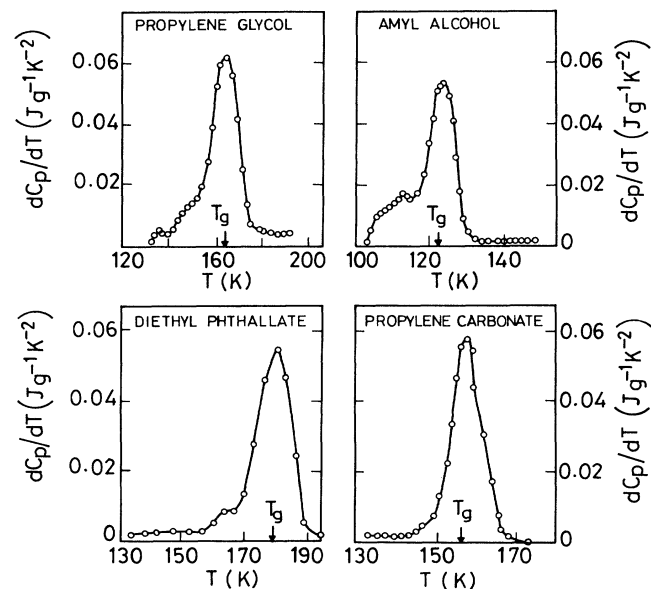 PROPYLENE GLYCOL
dCp/dT (Jg⁻¹K⁻²)
0.06
0.04
0.02
Tg
120 140 160 180 200
T (K)
AMYL ALCOHOL
dCp/dT (Jg⁻¹K⁻²)
0.06
0.04
0.02
0
Tg
100 120 140
T (K)
DIETHYL PHTHALLATE
dCp/dT (Jg⁻¹K⁻²)
0.06
0.04
0.02
0
Tg
130 150 170 190
T (K)
PROPYLENE CARBONATE
dCp/dT (Jg⁻¹K⁻²)
0.06
0.04
0.02
0
Tg
130 150 170
T (K)